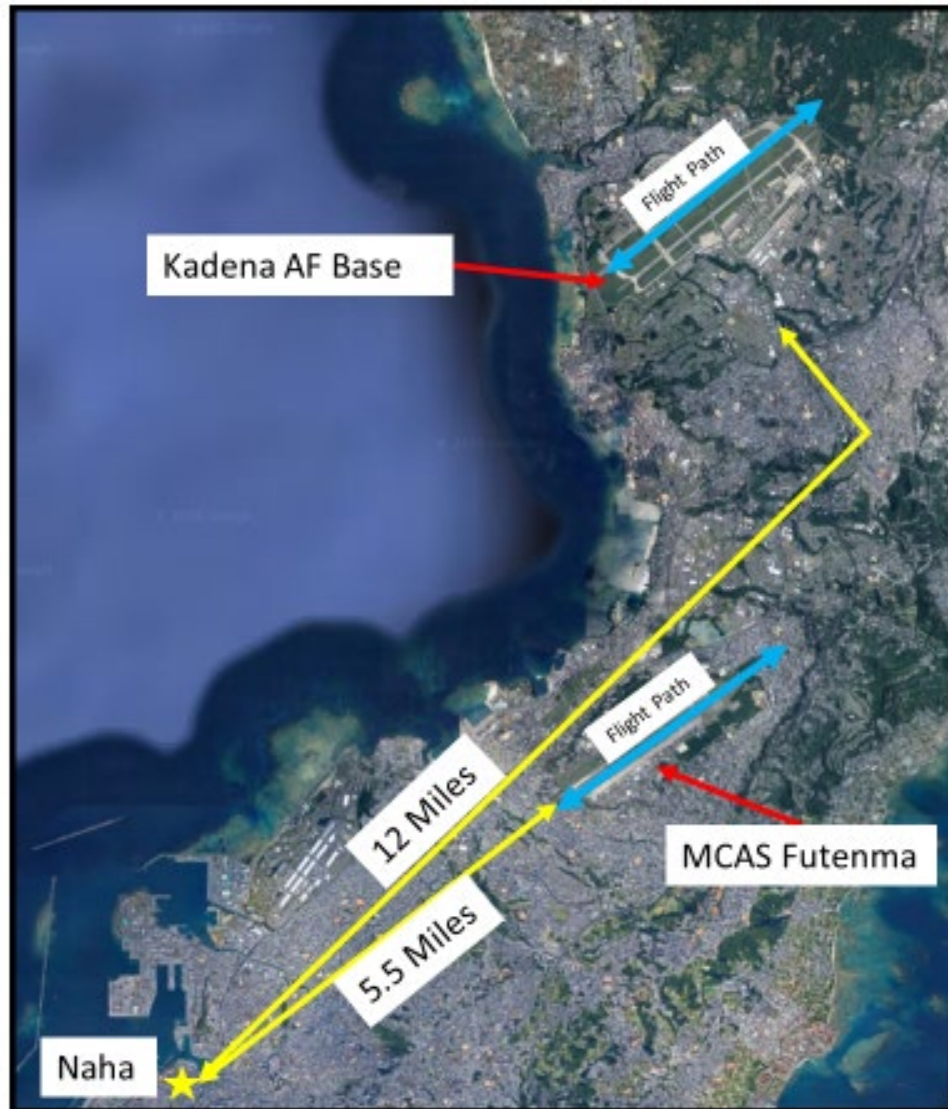 Flight Path
Kadena AF Base
Flight Path
12 Miles
MCAS Futenma
5.5 Miles
Naha